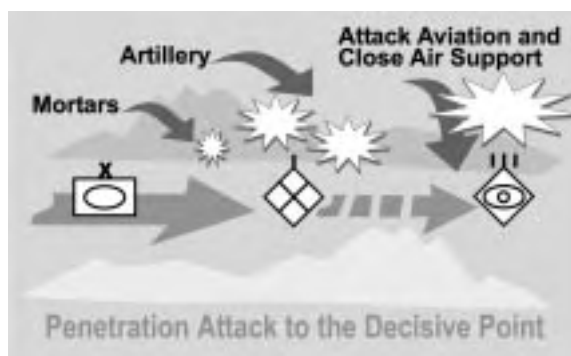 Attack Aviation and
Close Air Support
Artillery
Mortars
X
I
III
Penetration Attack to the Decisive Point